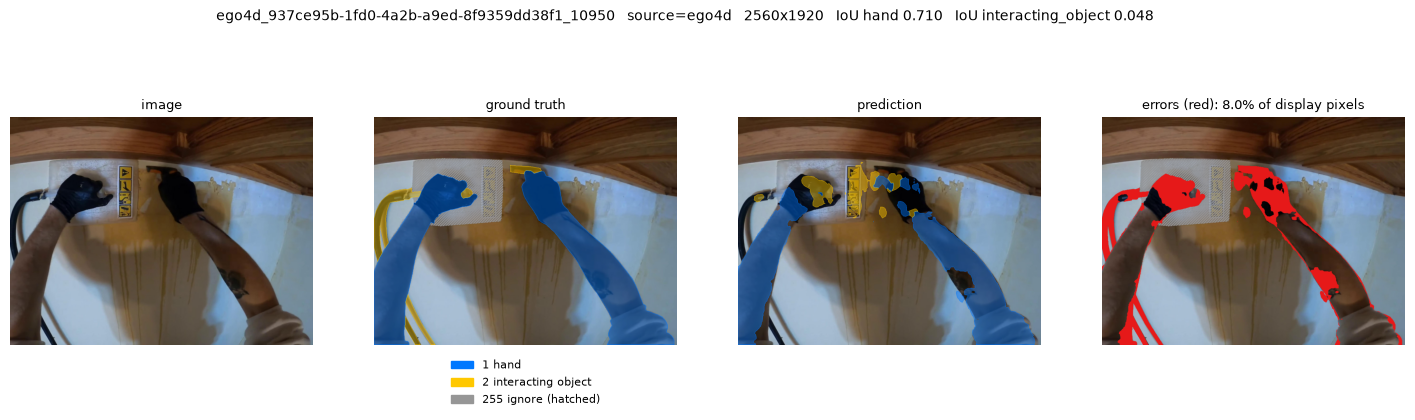 ego4d_937ce95b-1fd0-4a2b-a9ed-8f9359dd38f1_10950 source=ego4d 2560x1920 IoU hand 0.710 IoU interacting_object 0.048
image
ground truth
prediction
errors (red): 8.0% of display pixels
1 hand
2 interacting object
255 ignore (hatched)